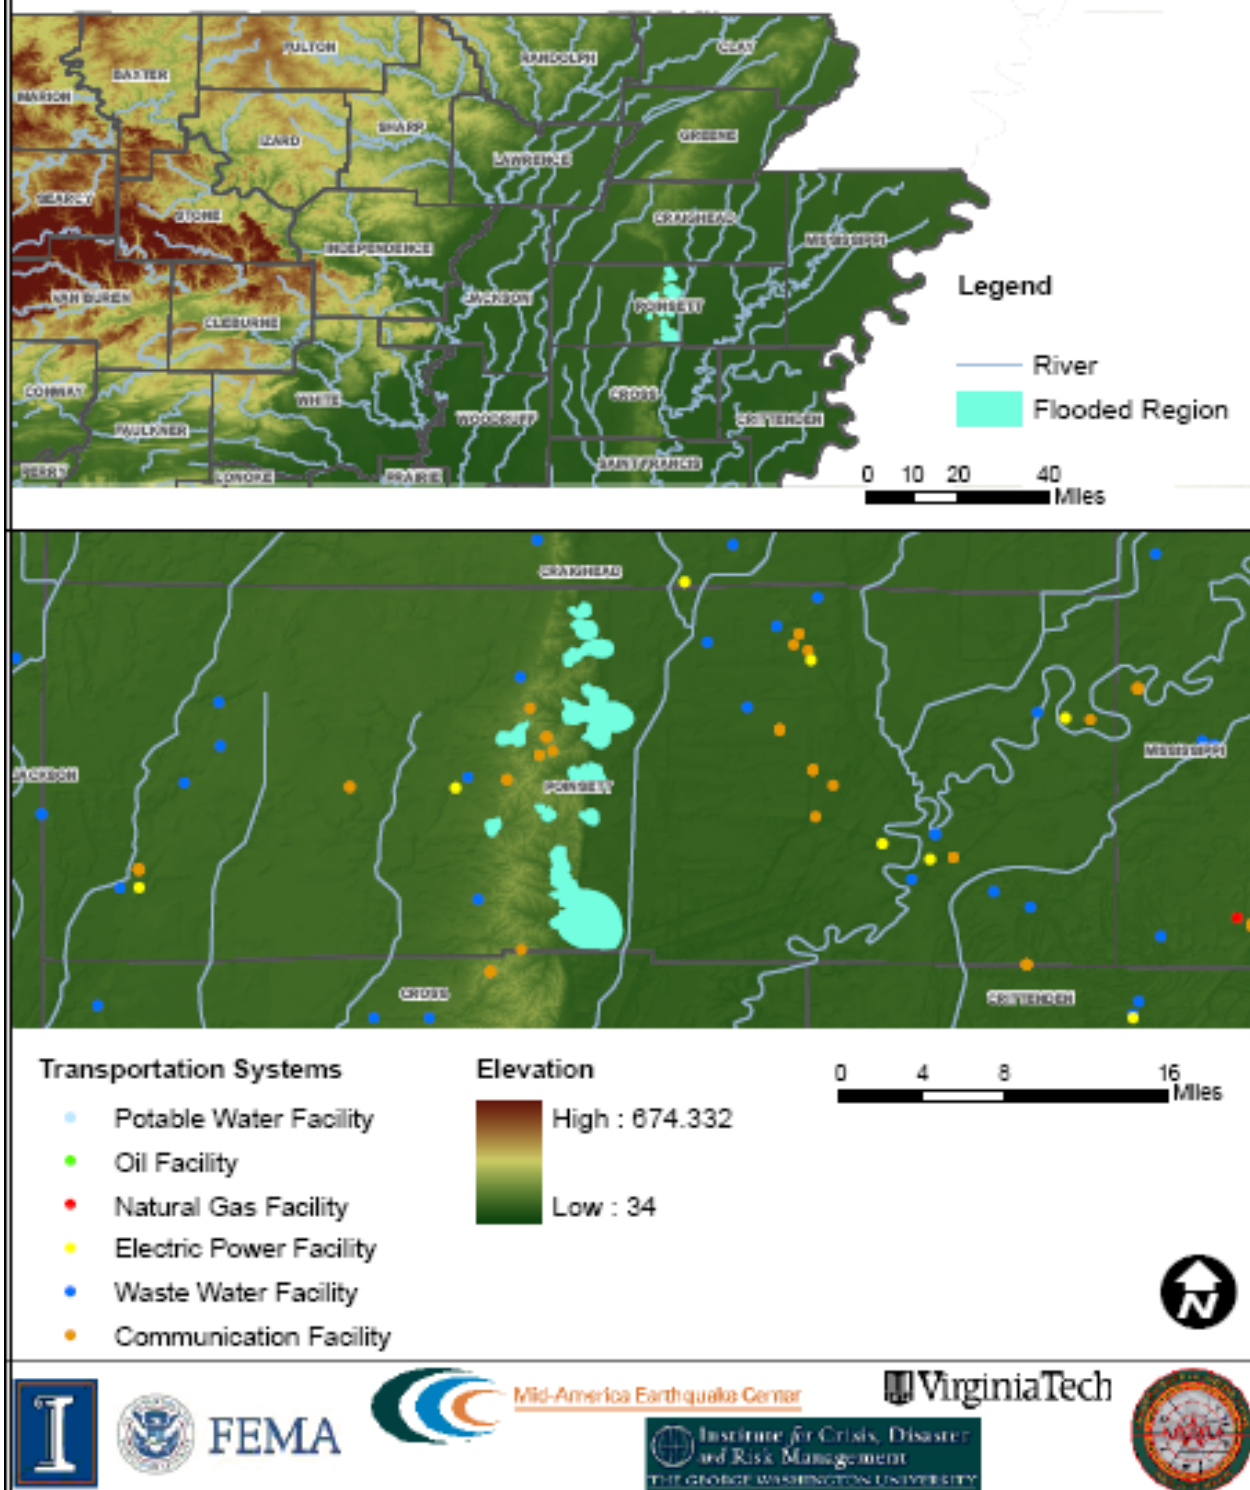 FULTON
RANDOLPH
CLAY
BAXTER
MARION
SHARP
IZARD
GREENE
LAWRENCE
SEARCY
STONE
CRAIGHEAD
MISSISSIPPI
INDEPENDENCE
Legend
VAN BUREN
JACKSON
POINSETT
CLEBURNE
River
CONWAY
WHITE
CROSS
Flooded Region
WOODRUFF
CRITTENDEN
FAULKNER
SAINT FRANCIS
PERRY
LONOKE
PRAIRIE
0 10 20 40
Miles
CRAIGHEAD
JACKSON
MISSISSIPPI
POINSETT
CROSS
CRITTENDEN
Transportation Systems
Potable Water Facility
Oil Facility
Natural Gas Facility
Electric Power Facility
Waste Water Facility
Communication Facility
Elevation
High : 674.332
Low : 34
0 4 8 16
Miles
N
I
FEMA
Mid-America Earthquake Center
VirginiaTech
Institute for Crisis, Disaster
and Risk Management
THE GEORGE WASHINGTON UNIVERSITY